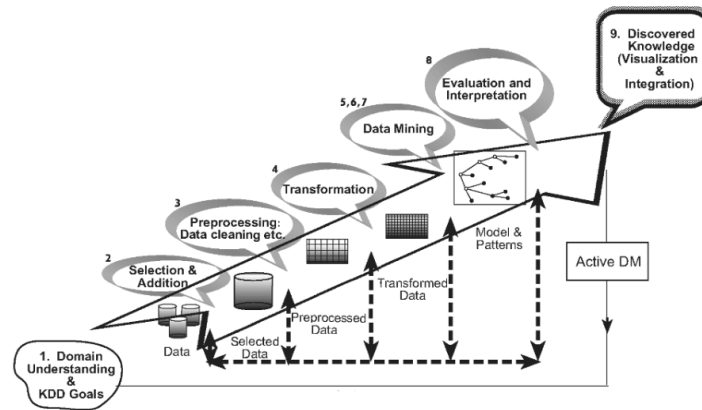 9. Discovered
Knowledge
(Visualization
&
Integration)
8
Evaluation and
Interpretation
5,6,7
Data Mining
4
Transformation
3
Preprocessing:
Data cleaning etc.
2
Selection &
Addition
Model &
Patterns
Active DM
Transformed
Data
Preprocessed
Data
Selected
Data
Data
1. Domain
Understanding
&
KDD Goals